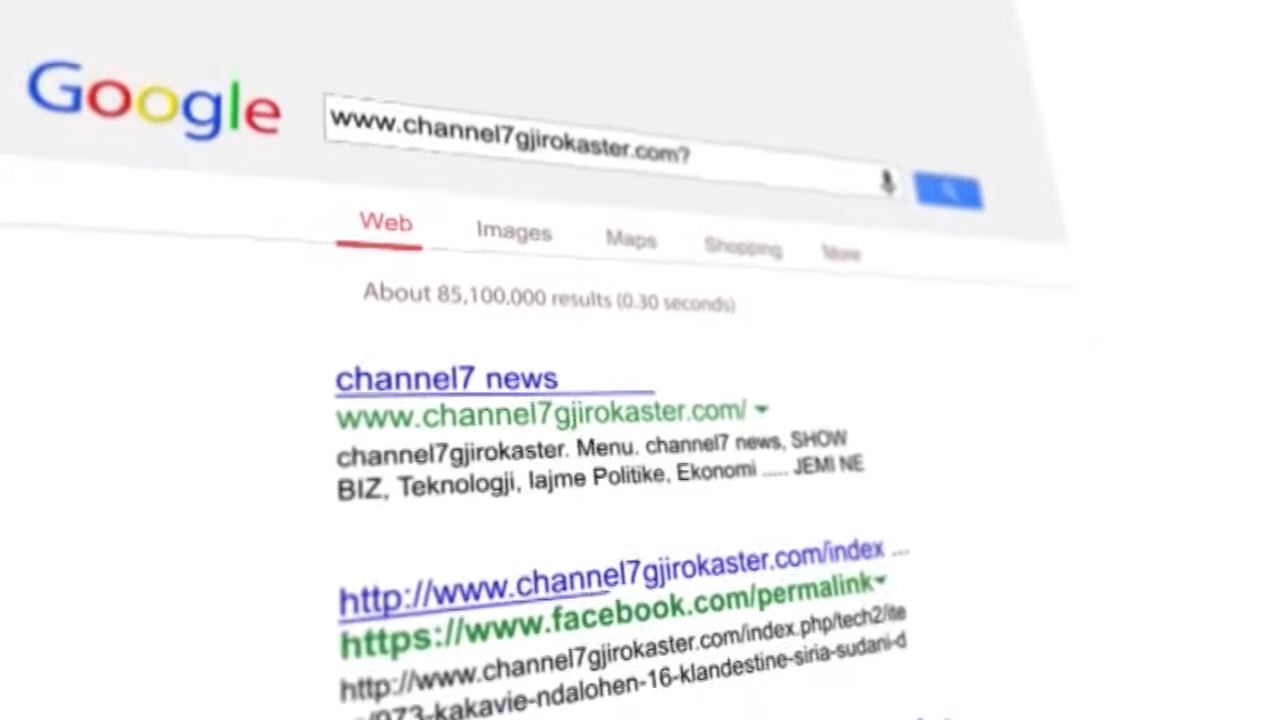 Google
www.channel7gjirokaster.com?
Web Images Maps Shopping More
About 85,100,000 results (0.30 seconds)
channel7 news
www.channel7gjirokaster.com/
channel7gjirokaster. Menu. channel7 news, SHOW
BIZ, Teknologji, lajme Politike, Ekonomi ..... JEMI NE
http://www.channel7gjirokaster.com/index ...
https://www.facebook.com/permalink
http://www.channel7gjirokaster.com/index.php/tech2/ite
/973-kakavie-ndalohen-16-klandestine-siria-sudani-d